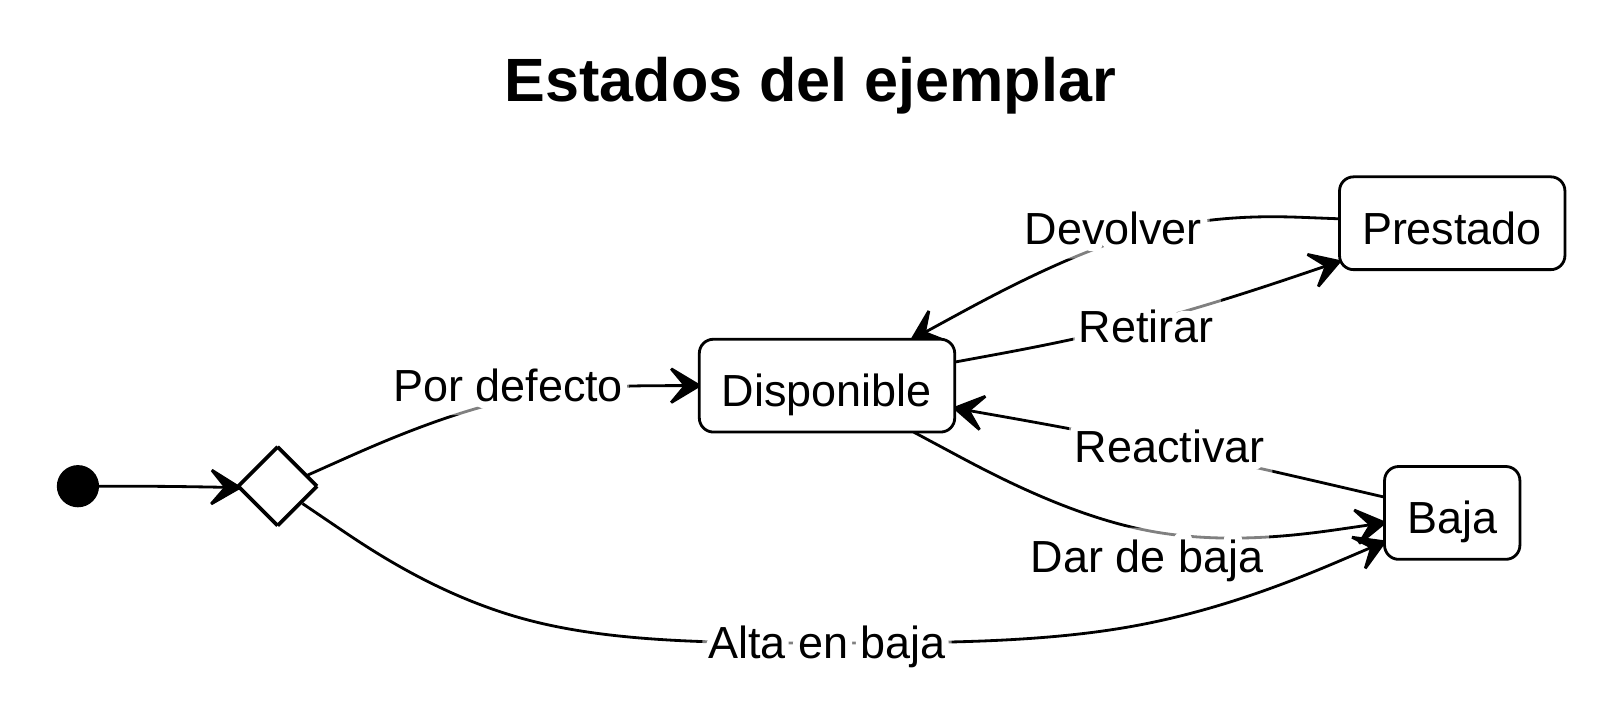 Estados del ejemplar
Devolver
Prestado
Retirar
Por defecto
Disponible
Reactivar
Baja
Dar de baja
Alta en baja